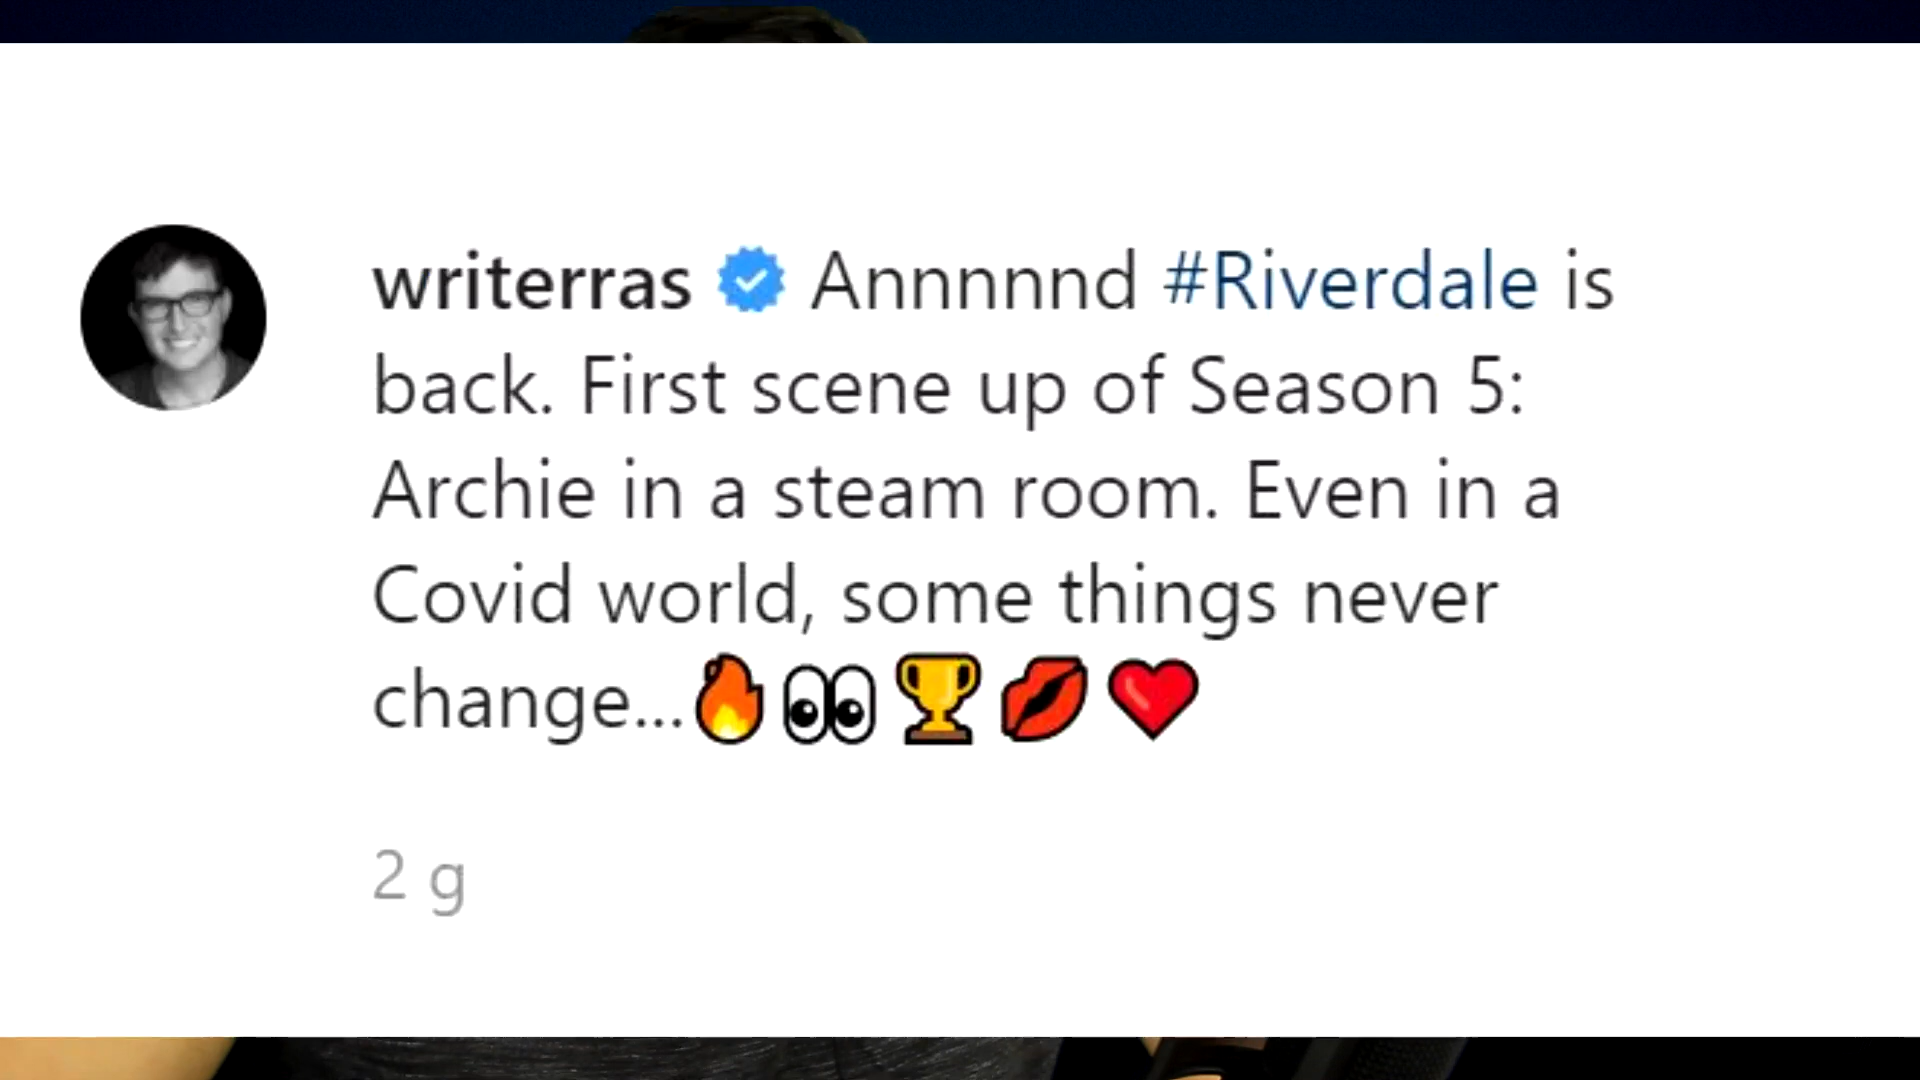 writerras Annnnnd #Riverdale is
back. First scene up of Season 5:
Archie in a steam room. Even in a
Covid world, some things never
change...🔥👀🏆💋❤️
2 g